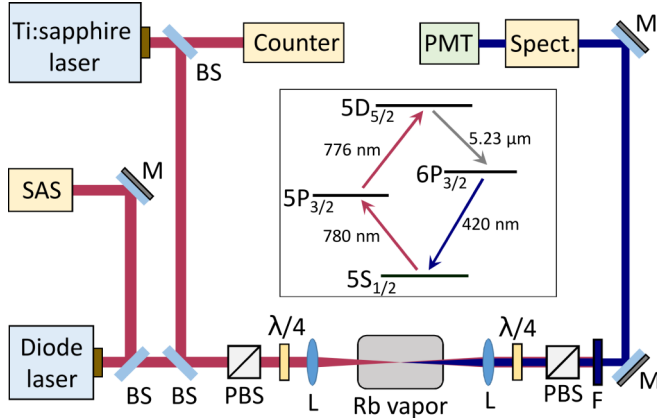 Ti:sapphire
laser
BS
Counter
PMT
Spect.
M
5D5/2
776 nm
5.23 μm
6P3/2
5P3/2
780 nm
420 nm
5S1/2
SAS
M
Diode
laser
BS
BS
PBS
λ/4
L
Rb vapor
L
λ/4
PBS
F
M